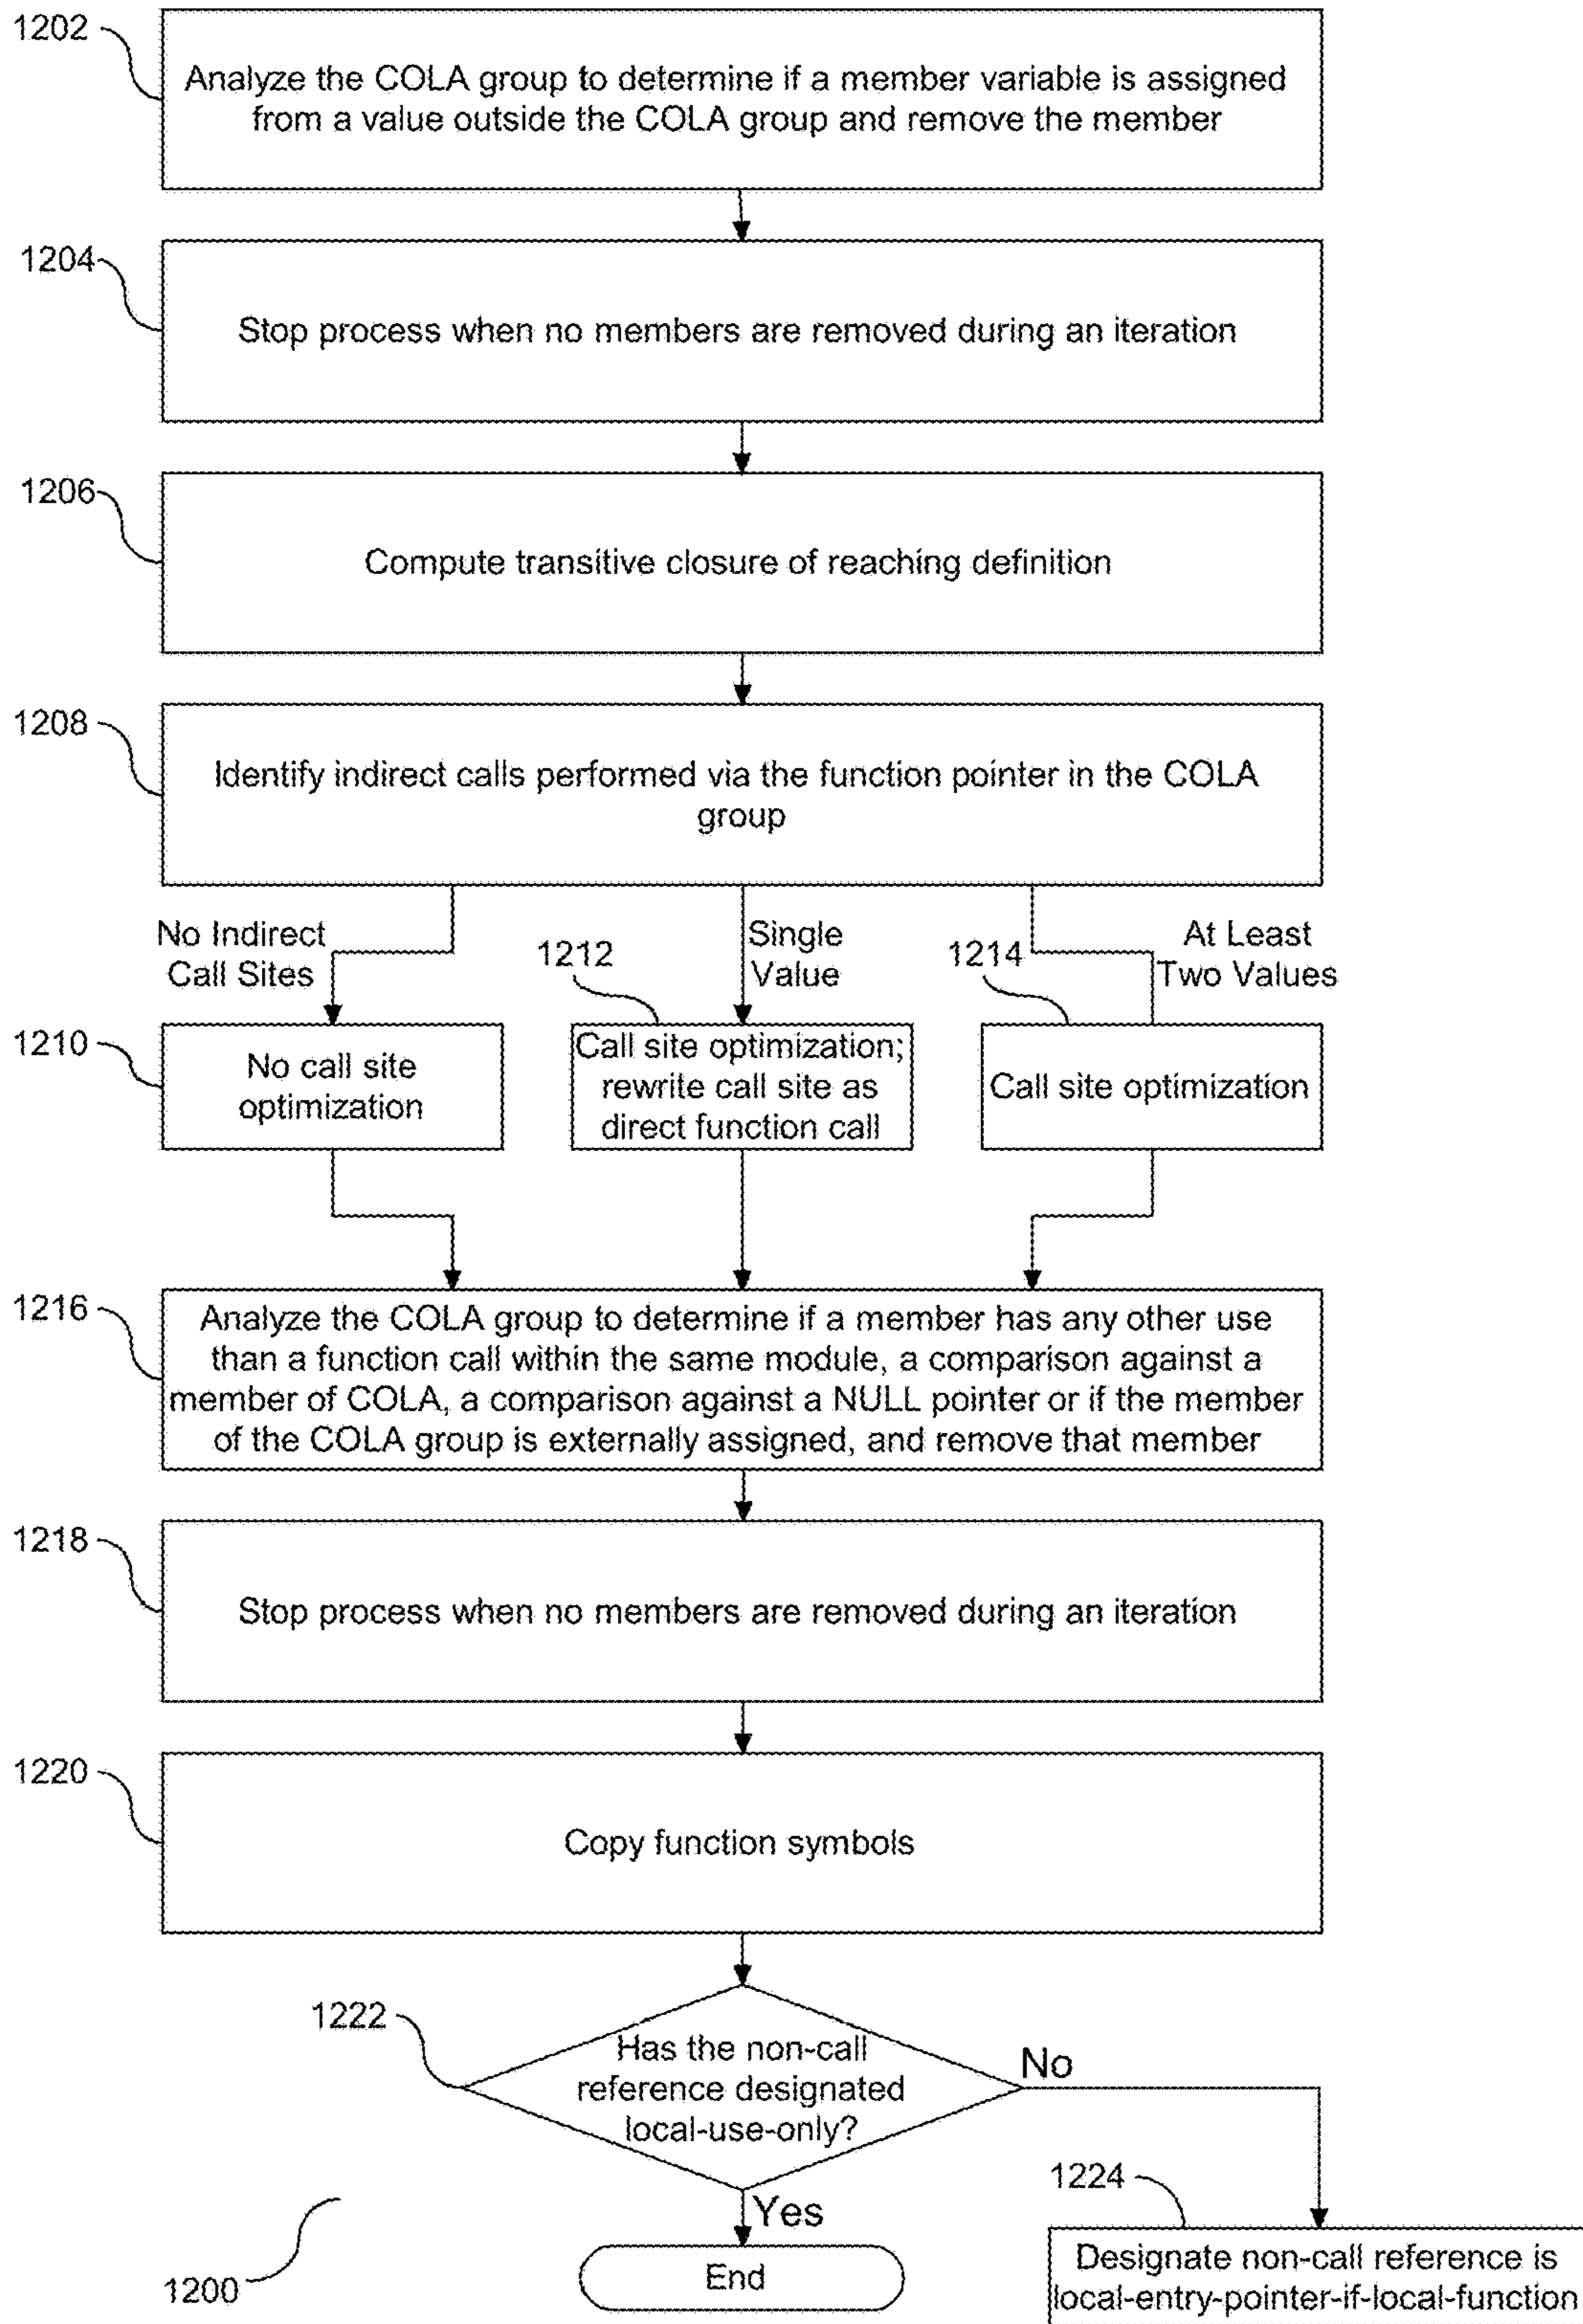 1202
Analyze the COLA group to determine if a member variable is assigned
from a value outside the COLA group and remove the member
1204
Stop process when no members are removed during an iteration
1206
Compute transitive closure of reaching definition
1208
Identify indirect calls performed via the function pointer in the COLA
group
No Indirect
Call Sites
Single
Value
At Least
Two Values
1210
No call site
optimization
1212
Call site optimization;
rewrite call site as
direct function call
1214
Call site optimization
1216
Analyze the COLA group to determine if a member has any other use
than a function call within the same module, a comparison against a
member of COLA, a comparison against a NULL pointer or if the member
of the COLA group is externally assigned, and remove that member
1218
Stop process when no members are removed during an iteration
1220
Copy function symbols
1222
Has the non-call
reference designated
local-use-only?
No
Yes
1224
Designate non-call reference is
local-entry-pointer-if-local-function
End
1200